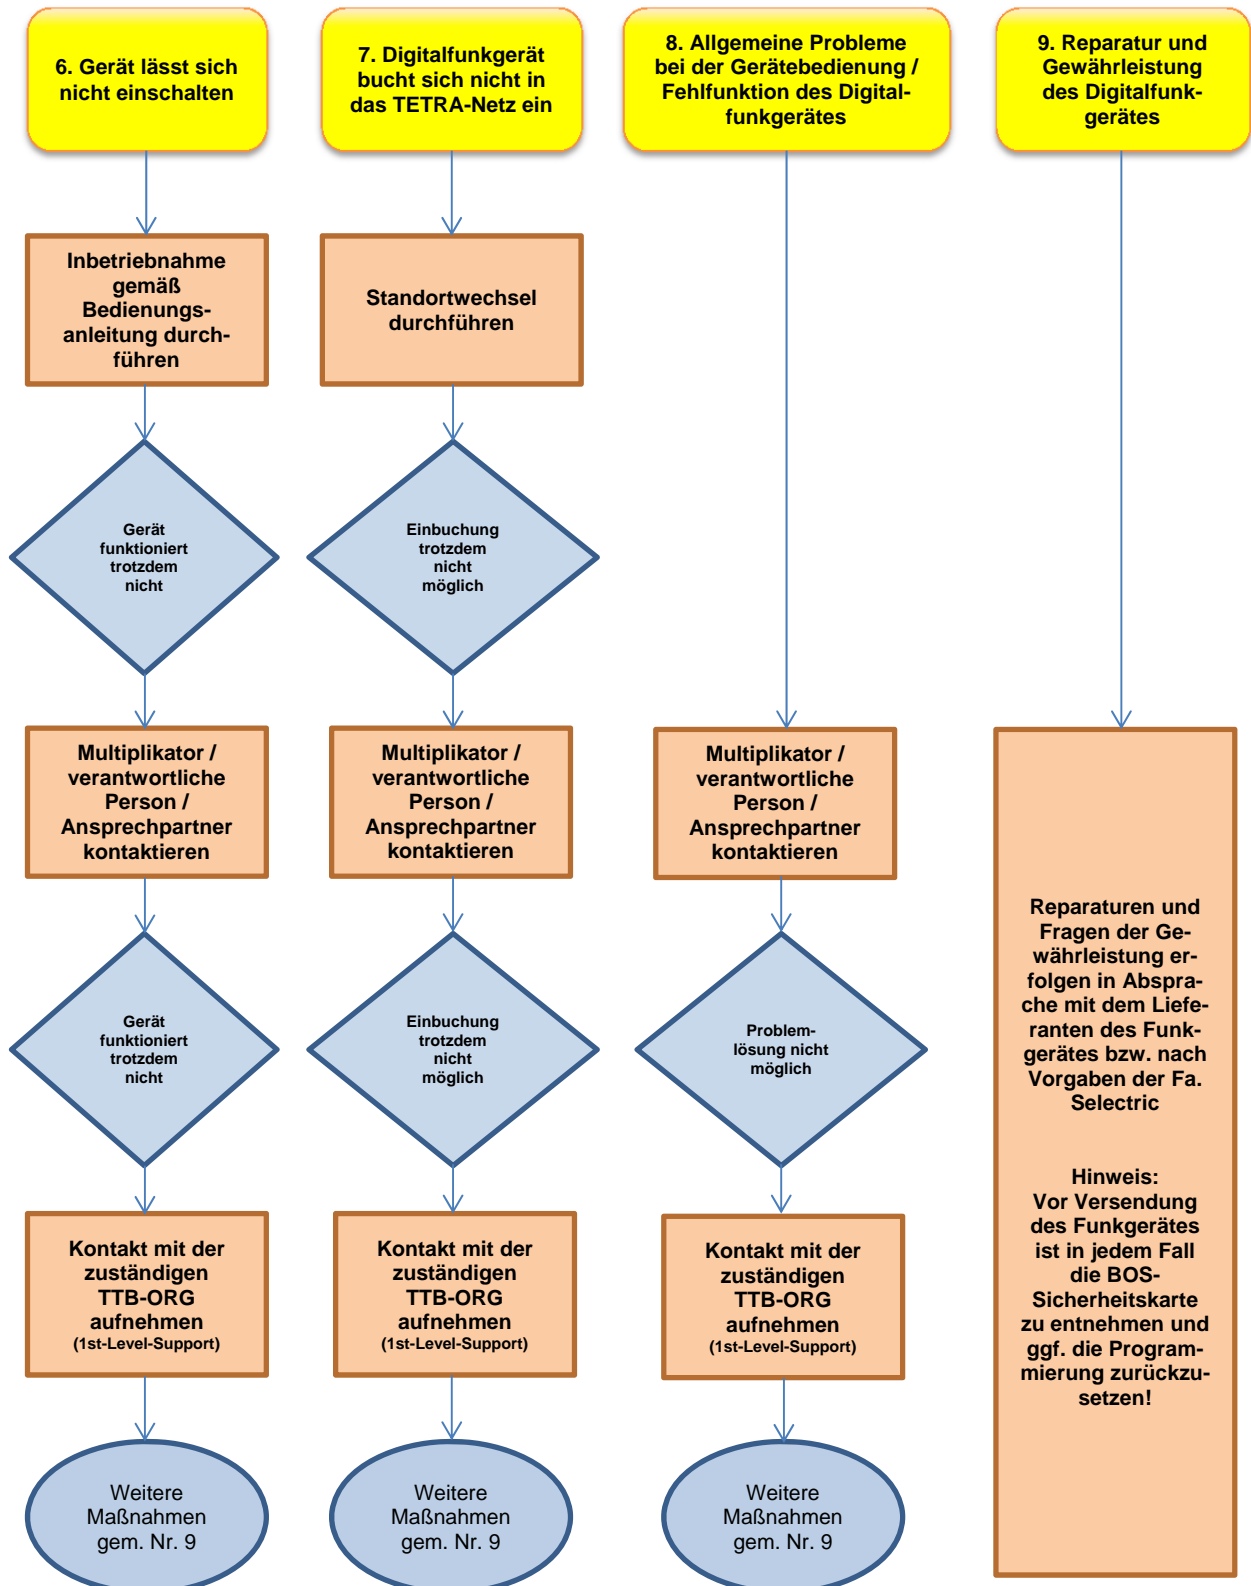 6. Gerät lässt sich
nicht einschalten
7. Digitalfunkgerät
bucht sich nicht in
das TETRA-Netz ein
8. Allgemeine Probleme
bei der Gerätebedienung /
Fehlfunktion des Digital-
funkgerätes
9. Reparatur und
Gewährleistung
des Digitalfunk-
gerätes
Inbetriebnahme
gemäß
Bedienungs-
anleitung durch-
führen
Standortwechsel
durchführen
Gerät
funktioniert
trotzdem
nicht
Einbuchung
trotzdem
nicht
möglich
Multiplikator /
verantwortliche
Person /
Ansprechpartner
kontaktieren
Multiplikator /
verantwortliche
Person /
Ansprechpartner
kontaktieren
Multiplikator /
verantwortliche
Person /
Ansprechpartner
kontaktieren
Reparaturen und
Fragen der Ge-
währleistung er-
folgen in Abspra-
che mit dem Liefe-
ranten des Funk-
gerätes bzw. nach
Vorgaben der Fa.
Selectric
Hinweis:
Vor Versendung
des Funkgerätes
ist in jedem Fall
die BOS-
Sicherheitskarte
zu entnehmen und
ggf. die Program-
mierung zurückzu-
setzen!
Gerät
funktioniert
trotzdem
nicht
Einbuchung
trotzdem
nicht
möglich
Problem-
lösung nicht
möglich
Kontakt mit der
zuständigen
TTB-ORG
aufnehmen
(1st-Level-Support)
Kontakt mit der
zuständigen
TTB-ORG
aufnehmen
(1st-Level-Support)
Kontakt mit der
zuständigen
TTB-ORG
aufnehmen
(1st-Level-Support)
Weitere
Maßnahmen
gem. Nr. 9
Weitere
Maßnahmen
gem. Nr. 9
Weitere
Maßnahmen
gem. Nr. 9